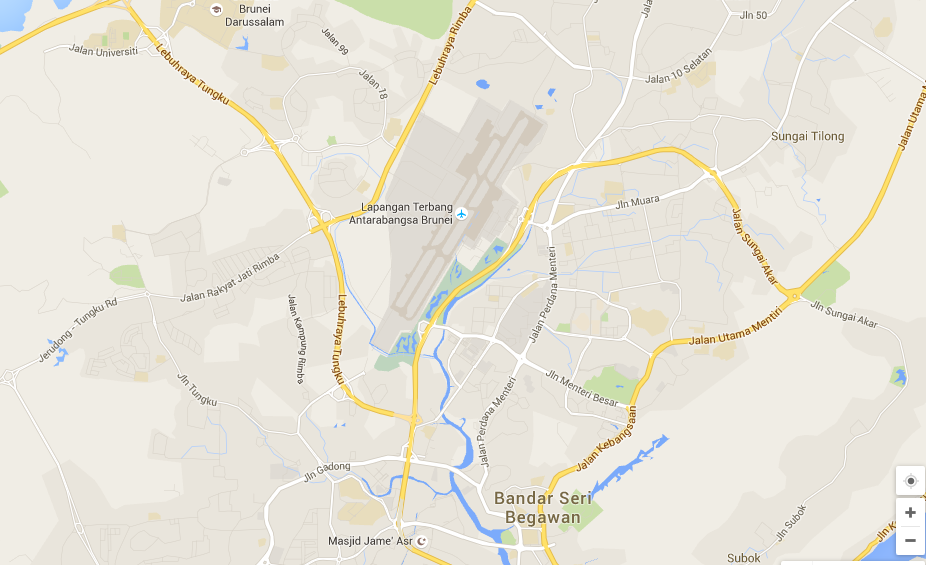 Brunei
Darussalam
Jln 50
Jalan Universiti
Jalan 99
Lebuhraya Rimba
Lebuhraya Tungku
Jalan 18
Jalan 10 Selatan
Jalan Utama M
Sungai Tilong
Lapangan Terbang
Antarabangsa Brunei
Jln Muara
Jalan Sungai Akar
Jalan Rakyat Jati Rimba
Jalan Perdana Menteri
Jerudong - Tungku Rd
Jalan Kampung Rimba
Lebuhraya Tungku
Jln Sungai Akar
Jalan Utama Mentiri
Jln Tungku
Jln Menteri Besar
Jalan Perdana Menteri
Jalan Kebangsaan
Jln Gadong
Bandar Seri
Begawan
Masjid Jame' Asr
Jln Subok
Subok
Jln K
+
−